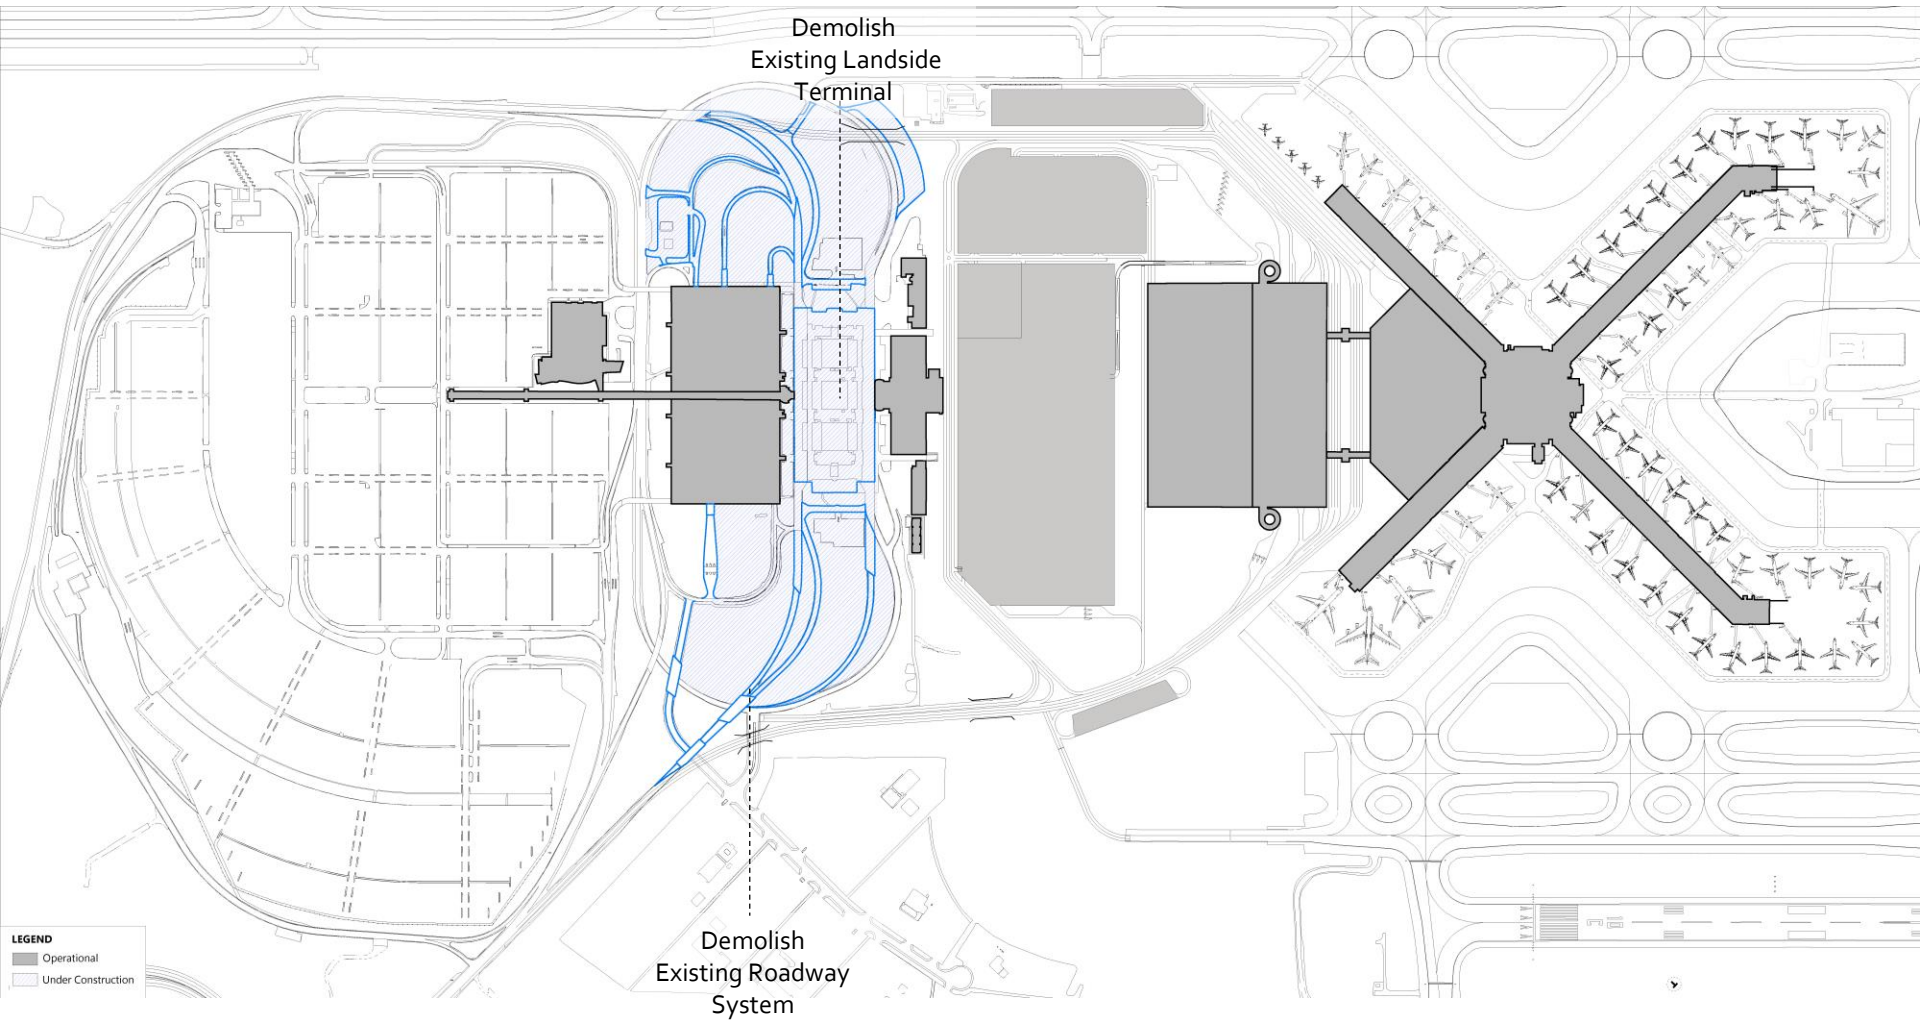 Demolish
Existing Landside
Terminal
LEGEND
Operational
Under Construction
Demolish
Existing Roadway
System